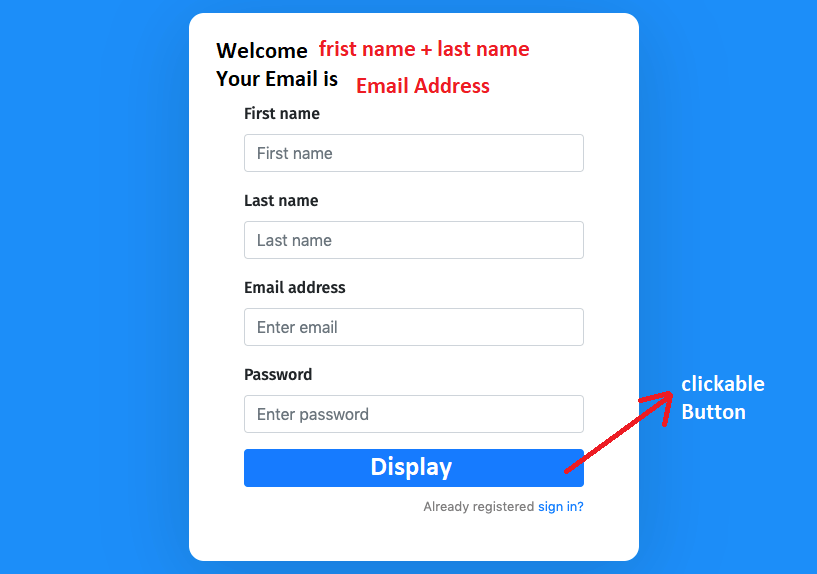 Welcome frist name + last name
Your Email is Email Address
First name
First name
Last name
Last name
Email address
Enter email
Password
Enter password
Display
Already registered sign in?
clickable
Button